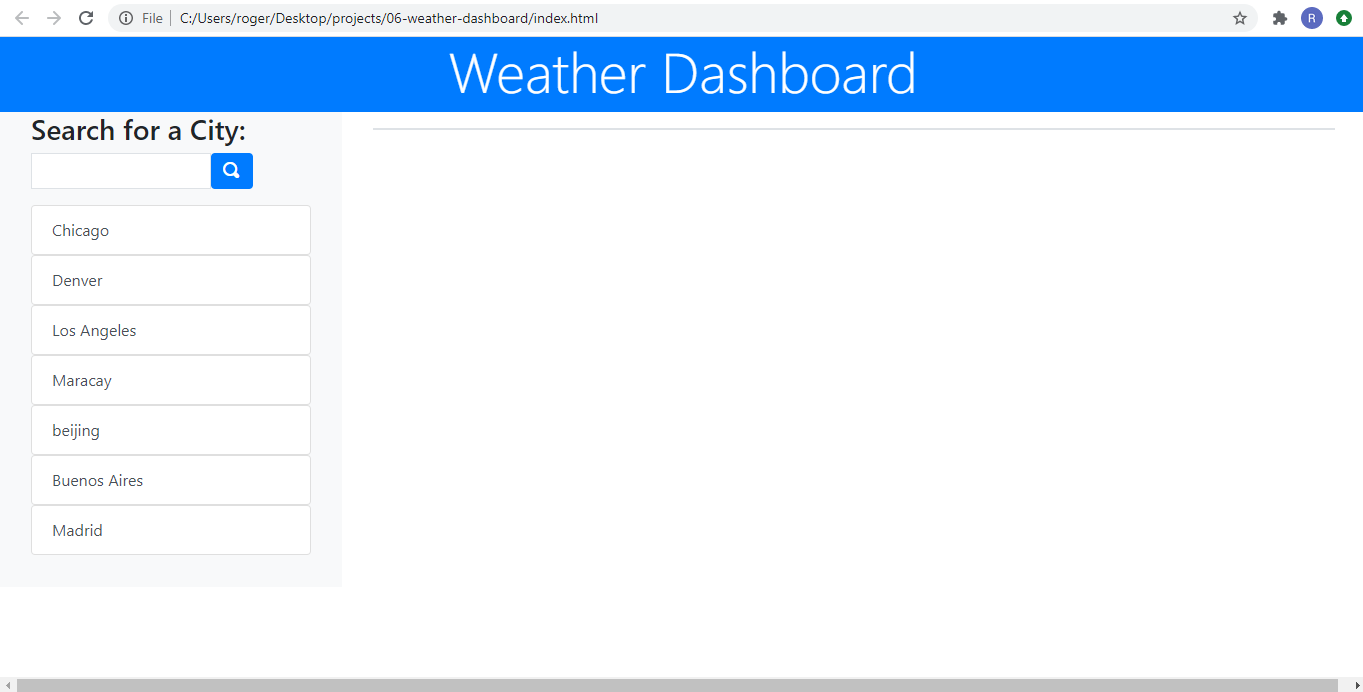 File C:/Users/roger/Desktop/projects/06-weather-dashboard/index.html
R
Weather Dashboard
Search for a City:
Chicago
Denver
Los Angeles
Maracay
beijing
Buenos Aires
Madrid